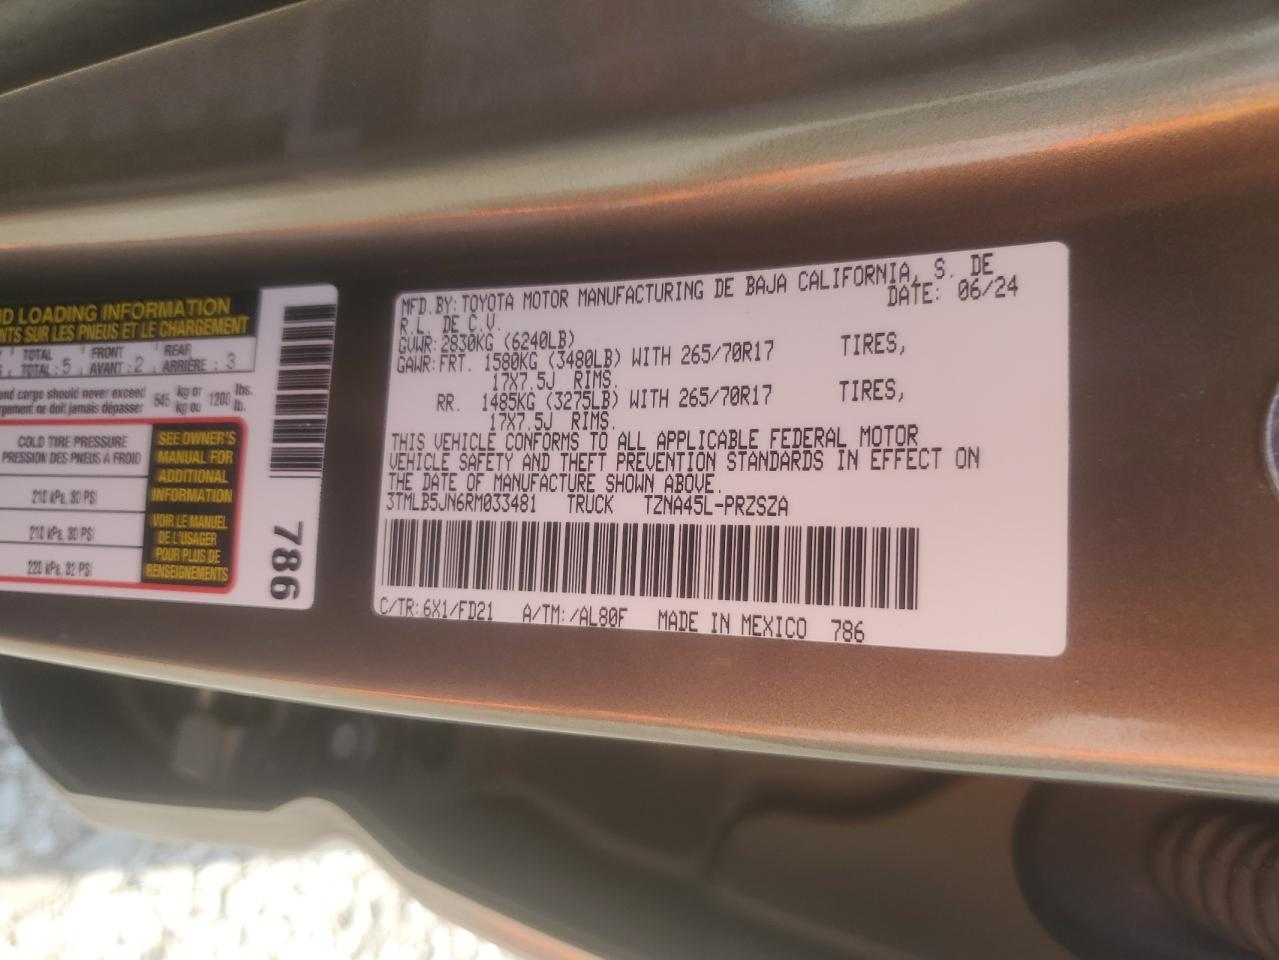 ND LOADING INFORMATION
NTS SUR LES PNEUS ET LE CHARGEMENT
TOTAL FRONT REAR
TOTAL : 5 , AVANT : 2 , ARRIÈRE : 3
and cargo should never exceed 545 kg or 1200 lbs.
rgement ne doit jamais dépasser kg ou lb.
COLD TIRE PRESSURE
PRESSION DES PNEUS À FROID
210 kPa, 30 PSI
210 kPa, 30 PSI
220 kPa, 32 PSI
SEE OWNER'S
MANUAL FOR
ADDITIONAL
INFORMATION
VOIR LE MANUEL
DE L'USAGER
POUR PLUS DE
RENSEIGNEMENTS
786
MFD.BY:TOYOTA MOTOR MANUFACTURING DE BAJA CALIFORNIA, S. DE
R.L. DE C.V. DATE: 06/24
GVWR:2830KG (6240LB)
GAWR:FRT. 1580KG (3480LB) WITH 265/70R17 TIRES,
17X7.5J RIMS.
RR. 1485KG (3275LB) WITH 265/70R17 TIRES,
17X7.5J RIMS.
THIS VEHICLE CONFORMS TO ALL APPLICABLE FEDERAL MOTOR
VEHICLE SAFETY AND THEFT PREVENTION STANDARDS IN EFFECT ON
THE DATE OF MANUFACTURE SHOWN ABOVE.
3TMLB5JN6RM033481 TRUCK TZNA45L-PRZSZA
C/TR:6X1/FD21 A/TM:/AL80F MADE IN MEXICO 786